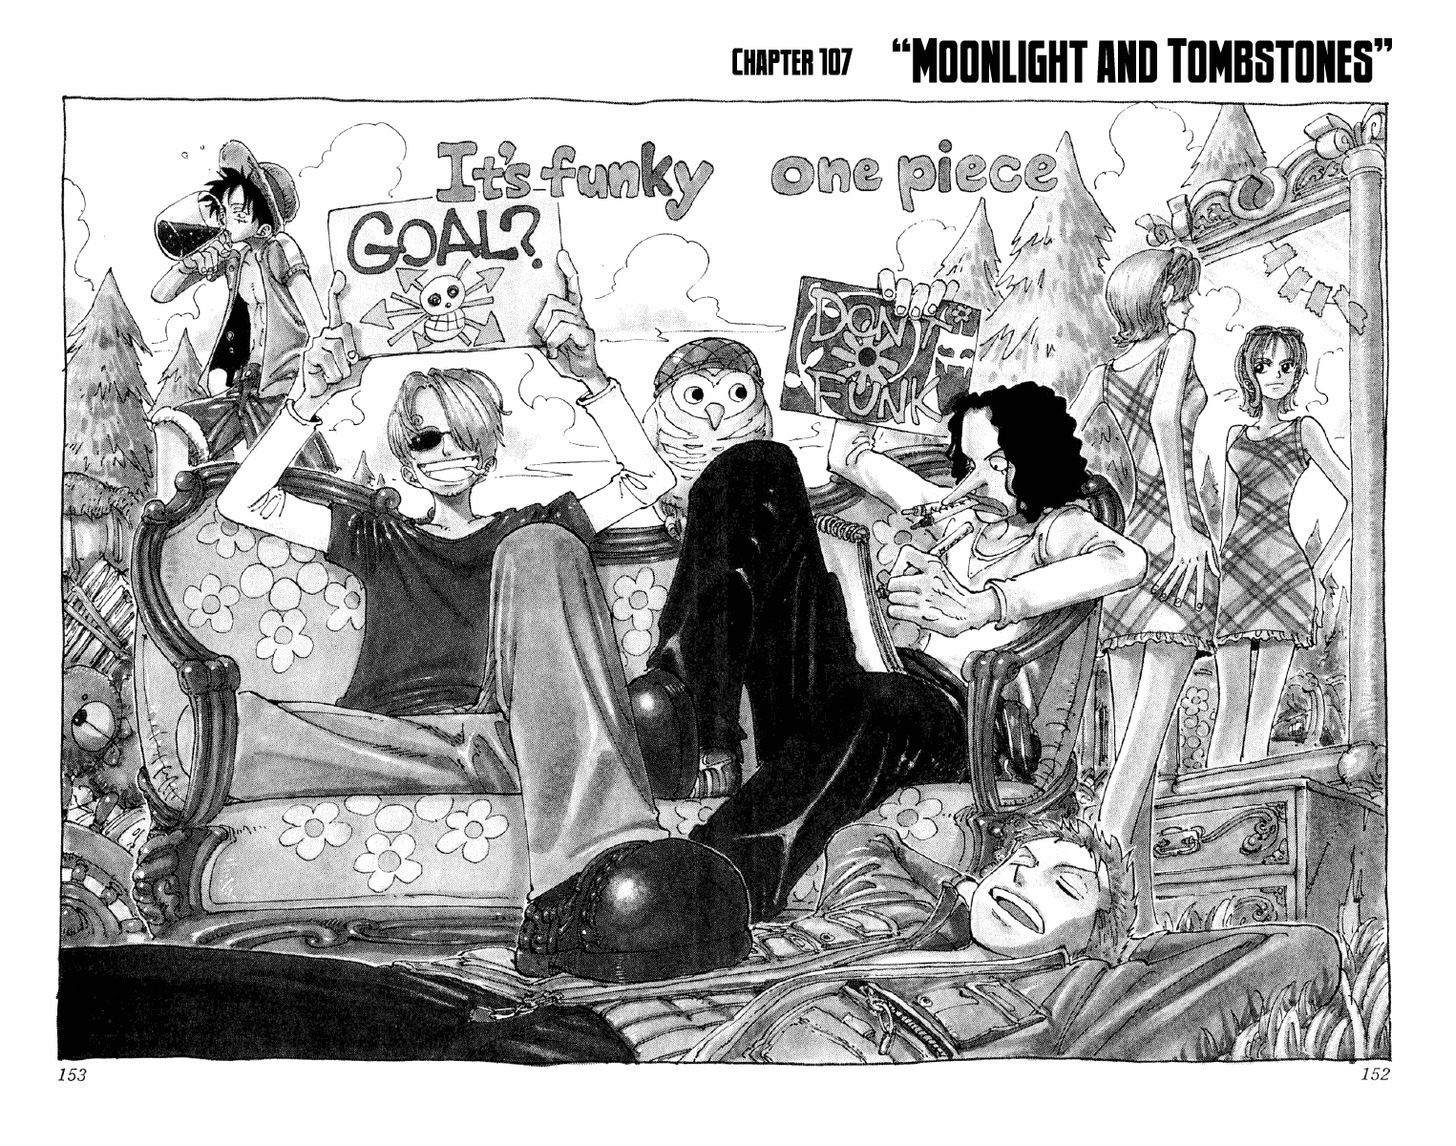 CHAPTER 107 "MOONLIGHT AND TOMBSTONES"
It's funky one piece
GOAL?
DON'T
FUNK
153
152